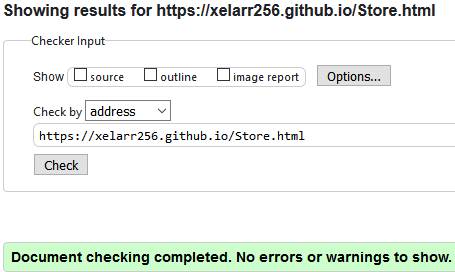 Showing results for https://xelarr256.github.io/Store.html
Checker Input
Show source outline image report Options...
Check by address
https://xelarr256.github.io/Store.html
Check
Document checking completed. No errors or warnings to show.